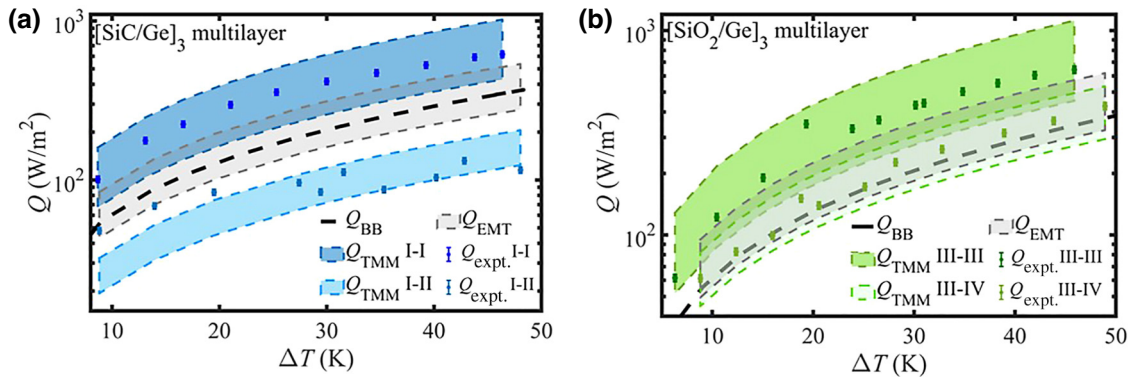 (a)
[SiC/Ge]₃ multilayer
10³
10²
Q (W/m²)
Q_BB
Q_EMT
Q_TMM I-I
Q_expt. I-I
Q_TMM I-II
Q_expt. I-II
10 20 30 40 50
ΔT (K)
(b)
[SiO₂/Ge]₃ multilayer
10³
10²
Q (W/m²)
Q_BB
Q_EMT
Q_TMM III-III
Q_expt. III-III
Q_TMM III-IV
Q_expt. III-IV
10 20 30 40 50
ΔT (K)